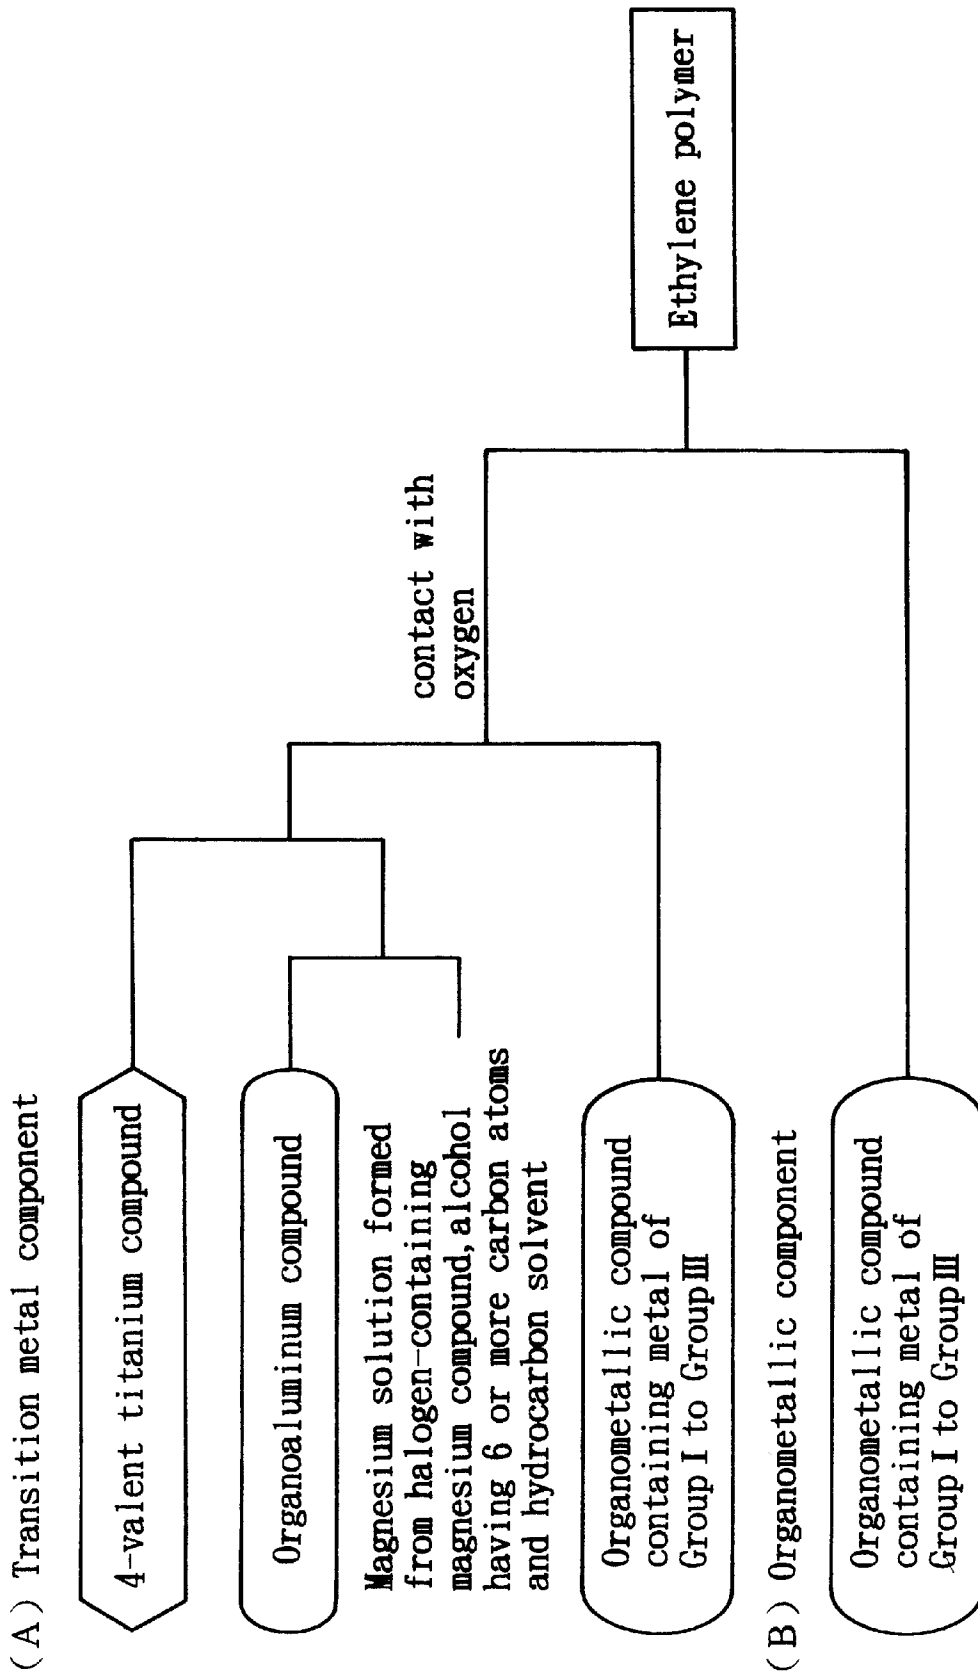 (A) Transition metal component
4-valent titanium compound
Organoaluminum compound
Magnesium solution formed
from halogen-containing
magnesium compound, alcohol
having 6 or more carbon atoms
and hydrocarbon solvent
Organometallic compound
containing metal of
Group I to Group III
contact with
oxygen
(B) Organometallic component
Organometallic compound
containing metal of
Group I to Group III
Ethylene polymer